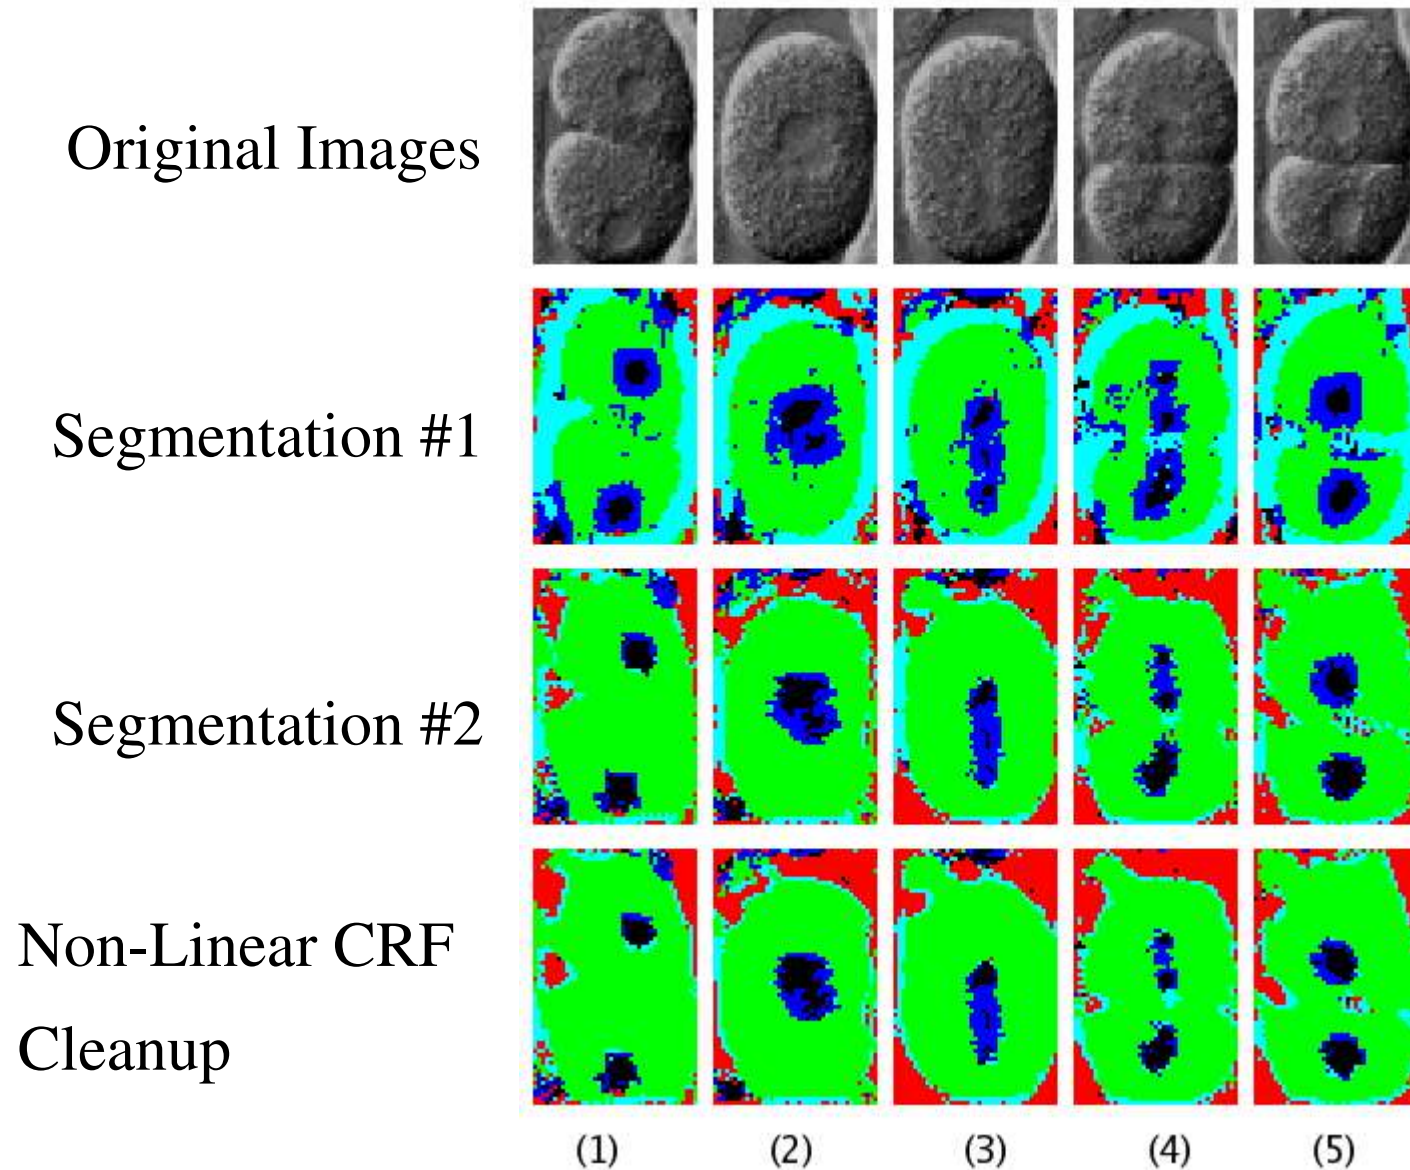 Original Images
Segmentation #1
Segmentation #2
Non-Linear CRF
Cleanup
(1) (2) (3) (4) (5)